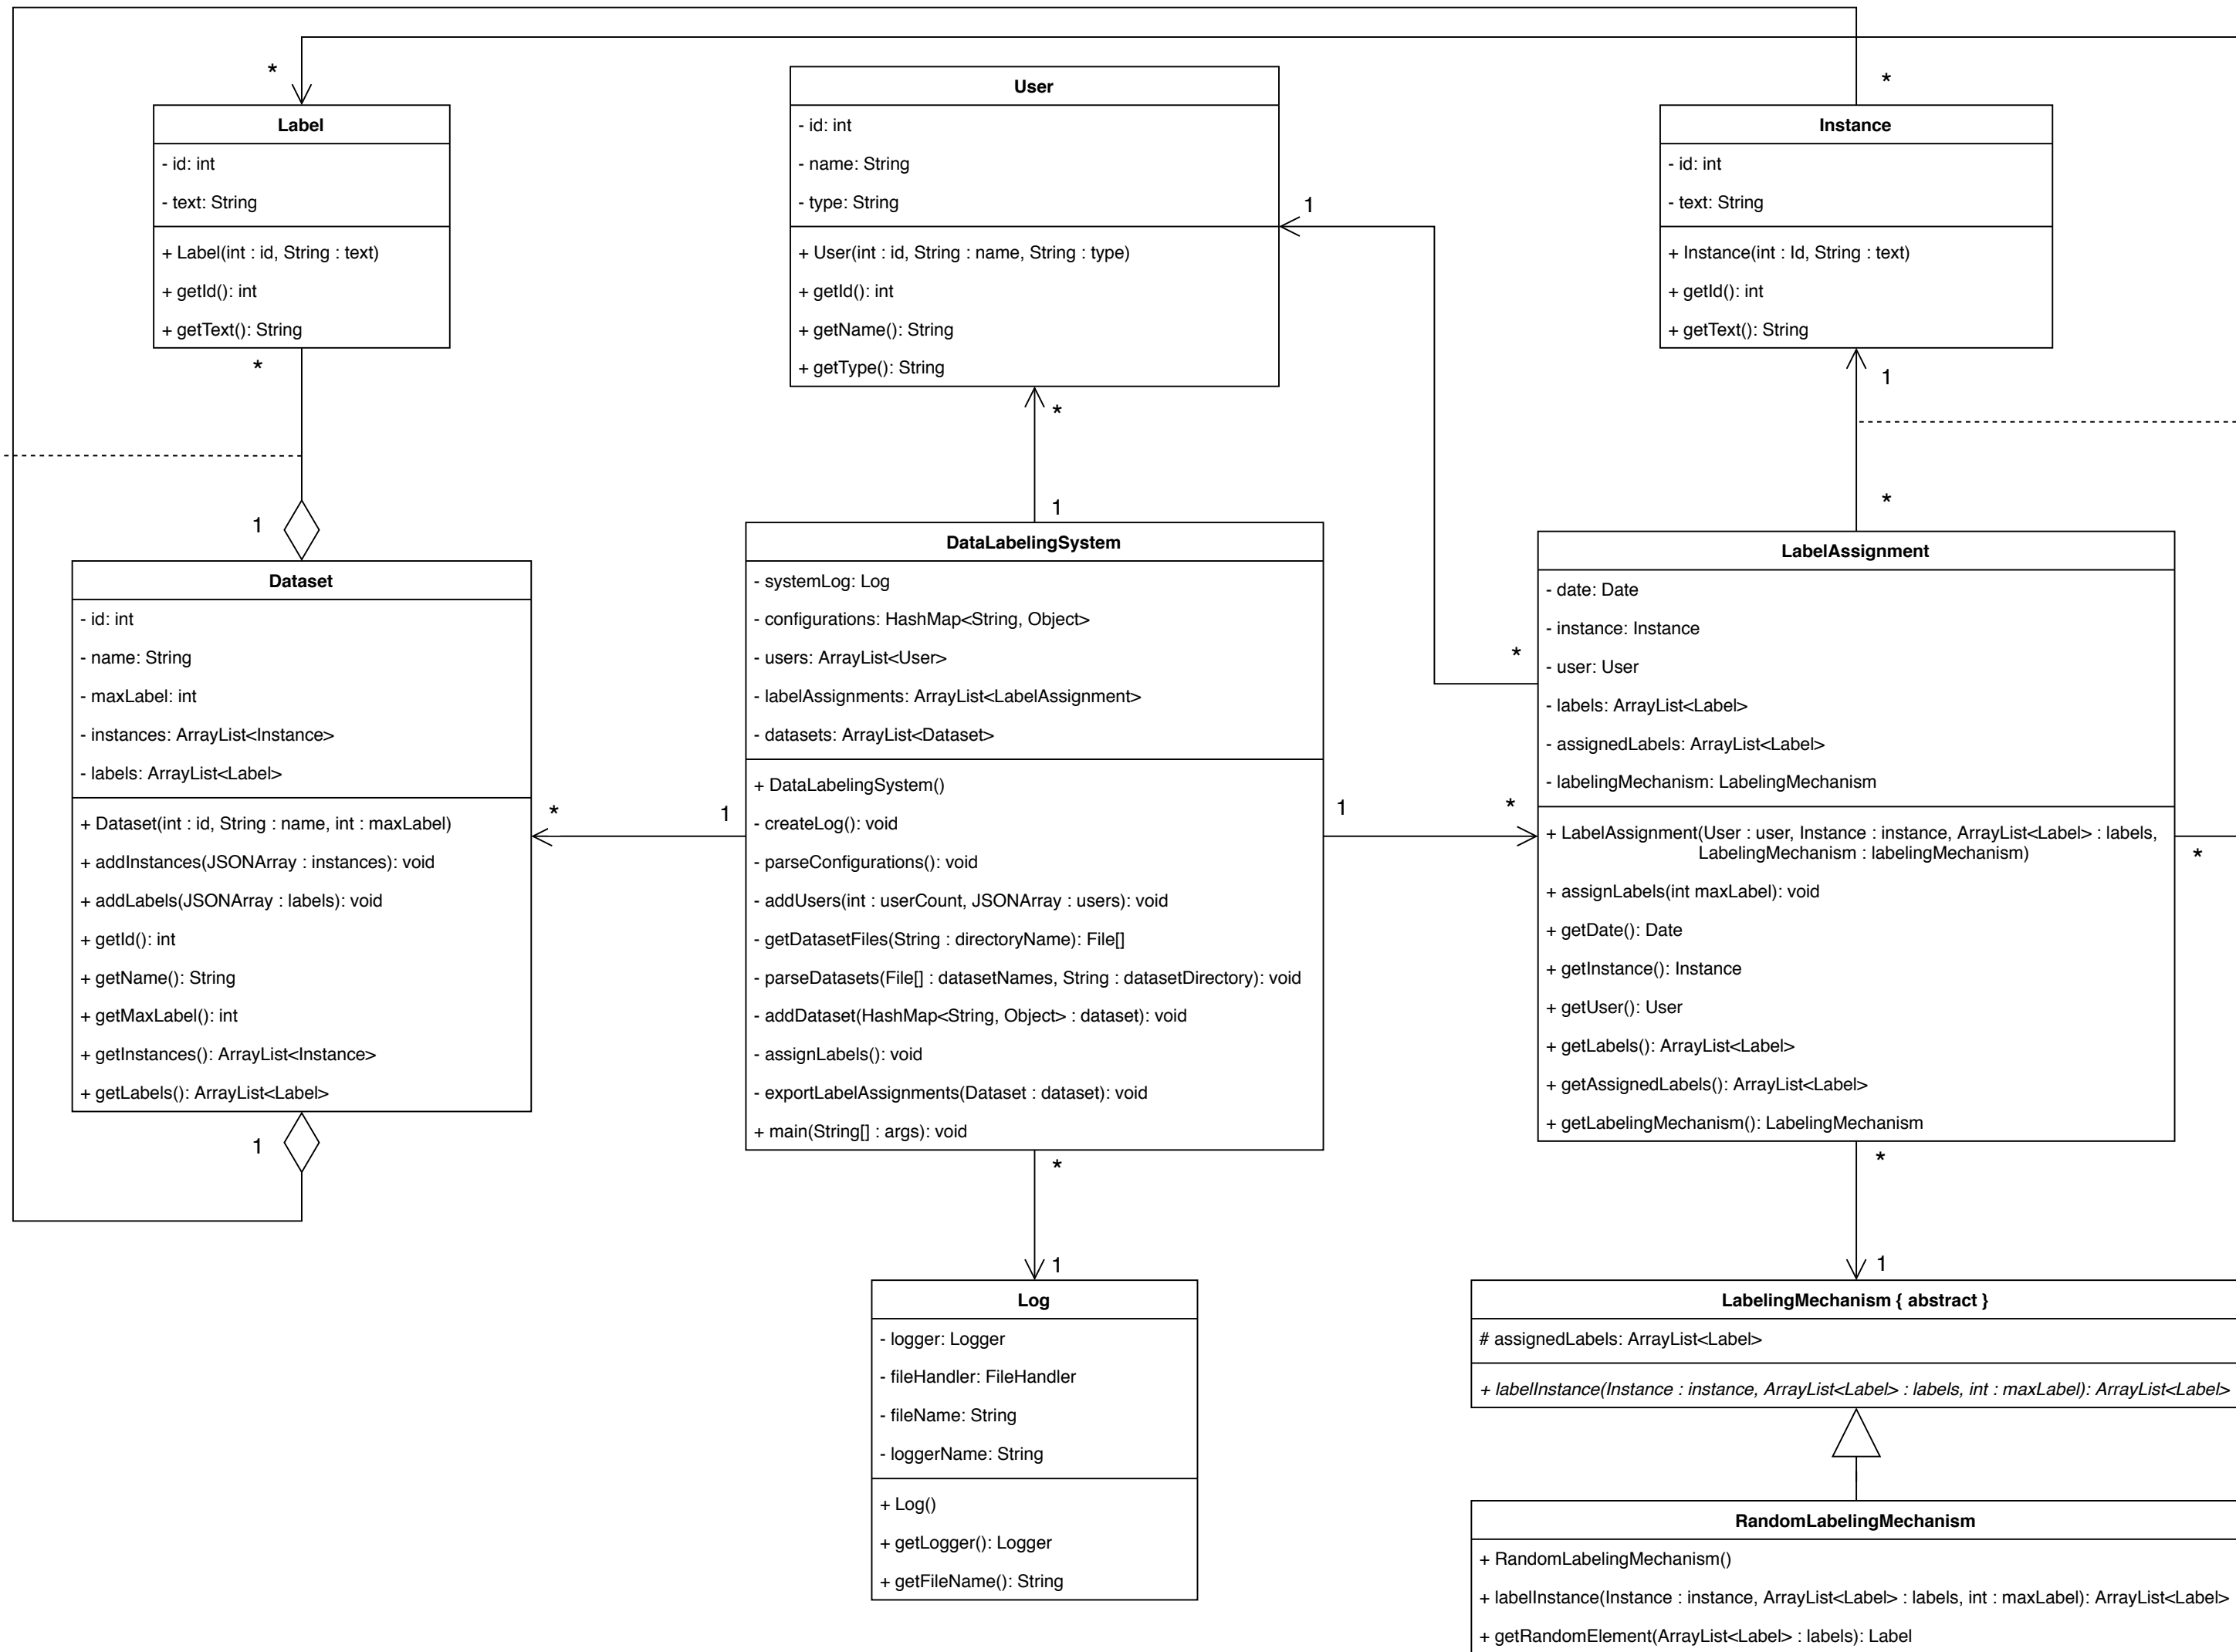 *
Label
- id: int
- text: String
+ Label(int : id, String : text)
+ getId(): int
+ getText(): String
*
1
User
- id: int
- name: String
- type: String
+ User(int : id, String : name, String : type)
+ getId(): int
+ getName(): String
+ getType(): String
1
*
1
*
Instance
- id: int
- text: String
+ Instance(int : Id, String : text)
+ getId(): int
+ getText(): String
1
*
Dataset
- id: int
- name: String
- maxLabel: int
- instances: ArrayList<Instance>
- labels: ArrayList<Label>
+ Dataset(int : id, String : name, int : maxLabel)
+ addInstances(JSONArray : instances): void
+ addLabels(JSONArray : labels): void
+ getId(): int
+ getName(): String
+ getMaxLabel(): int
+ getInstances(): ArrayList<Instance>
+ getLabels(): ArrayList<Label>
1
*
1
DataLabelingSystem
- systemLog: Log
- configurations: HashMap<String, Object>
- users: ArrayList<User>
- labelAssignments: ArrayList<LabelAssignment>
- datasets: ArrayList<Dataset>
+ DataLabelingSystem()
- createLog(): void
- parseConfigurations(): void
- addUsers(int : userCount, JSONArray : users): void
- getDatasetFiles(String : directoryName): File[]
- parseDatasets(File[] : datasetNames, String : datasetDirectory): void
- addDataset(HashMap<String, Object> : dataset): void
- assignLabels(): void
- exportLabelAssignments(Dataset : dataset): void
+ main(String[] : args): void
*
1
1
*
*
LabelAssignment
- date: Date
- instance: Instance
- user: User
- labels: ArrayList<Label>
- assignedLabels: ArrayList<Label>
- labelingMechanism: LabelingMechanism
+ LabelAssignment(User : user, Instance : instance, ArrayList<Label> : labels,
LabelingMechanism : labelingMechanism)
+ assignLabels(int maxLabel): void
+ getDate(): Date
+ getInstance(): Instance
+ getUser(): User
+ getLabels(): ArrayList<Label>
+ getAssignedLabels(): ArrayList<Label>
+ getLabelingMechanism(): LabelingMechanism
*
*
1
Log
- logger: Logger
- fileHandler: FileHandler
- fileName: String
- loggerName: String
+ Log()
+ getLogger(): Logger
+ getFileName(): String
LabelingMechanism { abstract }
# assignedLabels: ArrayList<Label>
+ labelInstance(Instance : instance, ArrayList<Label> : labels, int : maxLabel): ArrayList<Label>
RandomLabelingMechanism
+ RandomLabelingMechanism()
+ labelInstance(Instance : instance, ArrayList<Label> : labels, int : maxLabel): ArrayList<Label>
+ getRandomElement(ArrayList<Label> : labels): Label